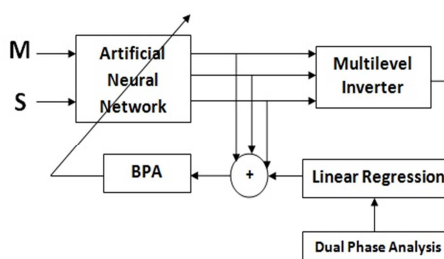 M
S
Artificial
Neural
Network
Multilevel
Inverter
BPA
+
Linear Regression
Dual Phase Analysis